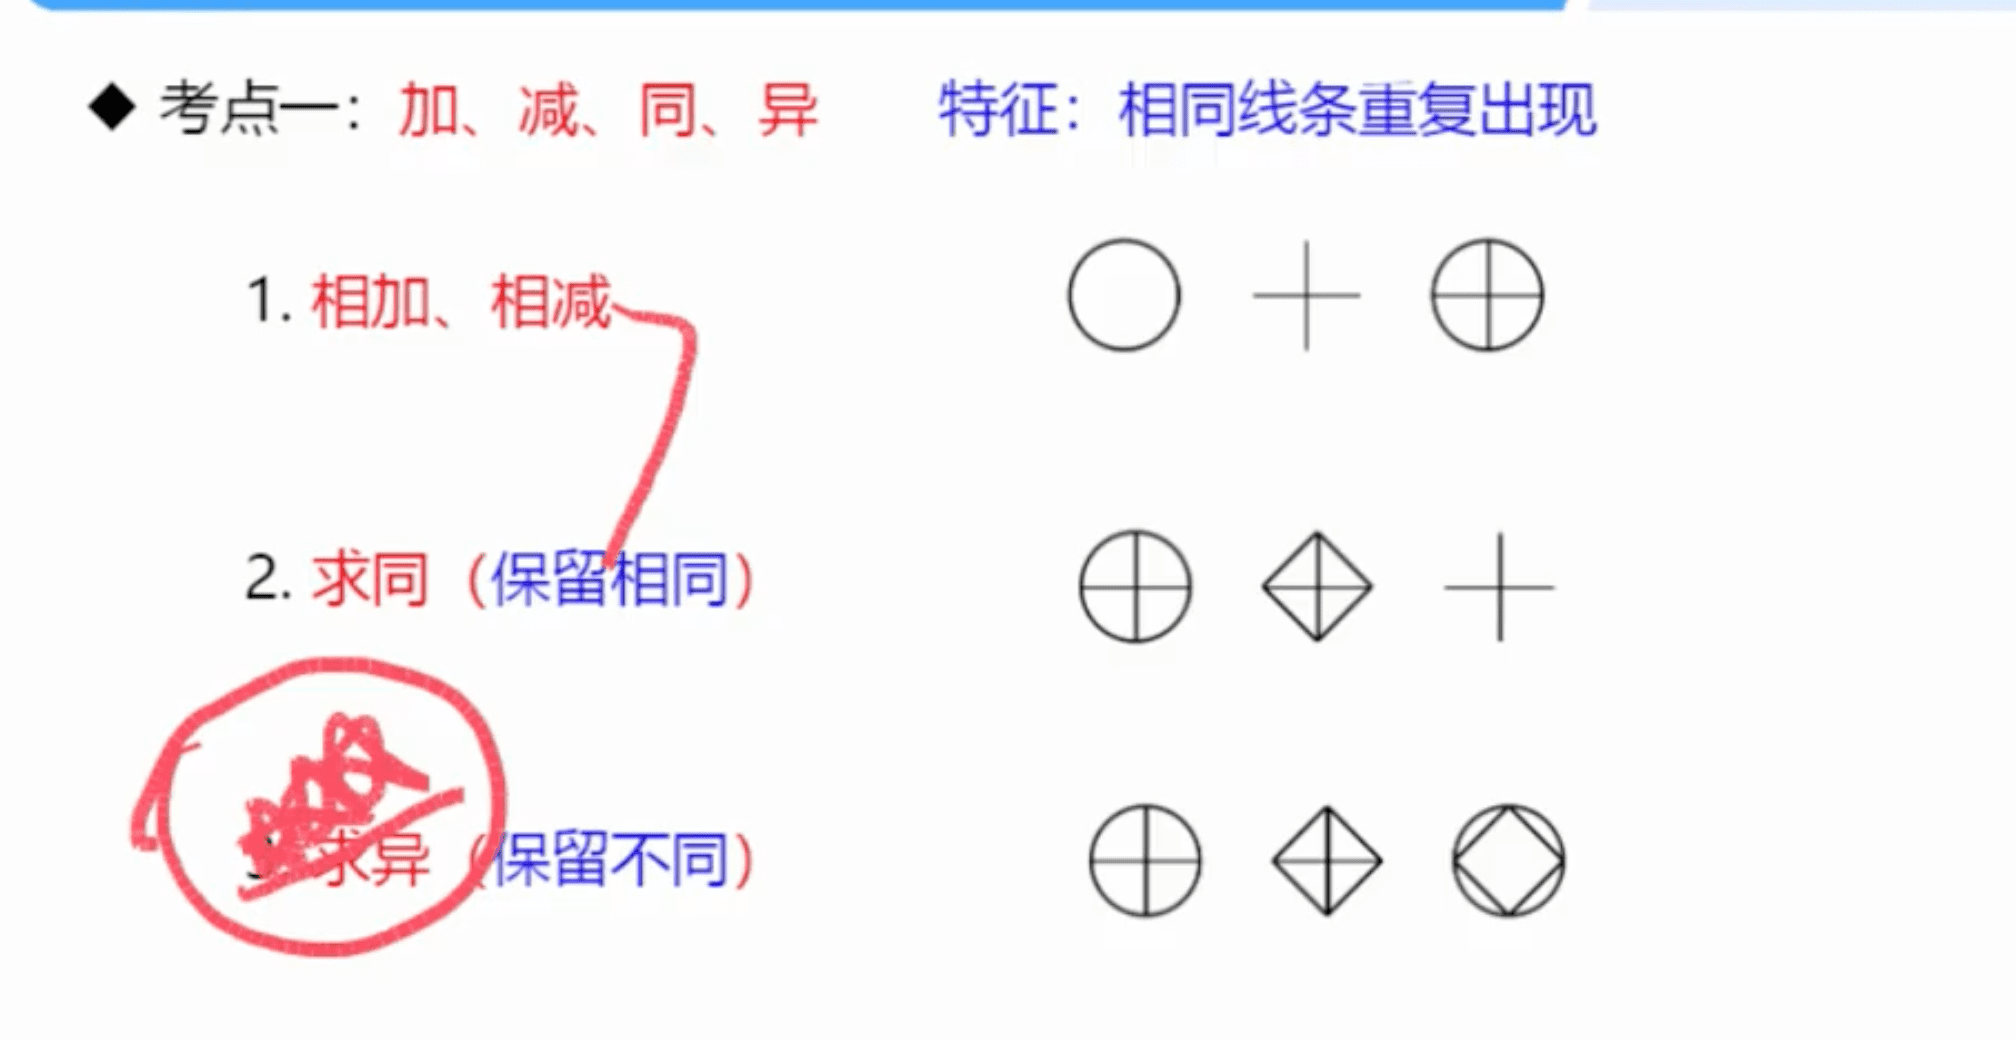 ◆ 考点一：加、减、同、异 特征：相同线条重复出现
1. 相加、相减
2. 求同（保留相同）
3. 求异（保留不同）